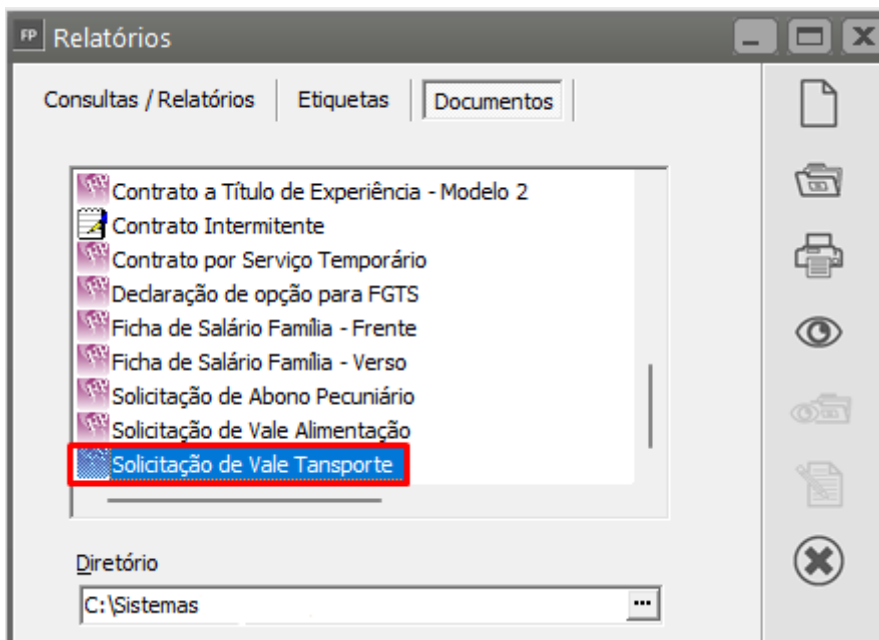 FP Relatórios
Consultas / Relatórios Etiquetas Documentos
Contrato a Título de Experiência - Modelo 2
Contrato Intermitente
Contrato por Serviço Temporário
Declaração de opção para FGTS
Ficha de Salário Família - Frente
Ficha de Salário Família - Verso
Solicitação de Abono Pecuniário
Solicitação de Vale Alimentação
Solicitação de Vale Tansporte
Diretório
C:\Sistemas ...